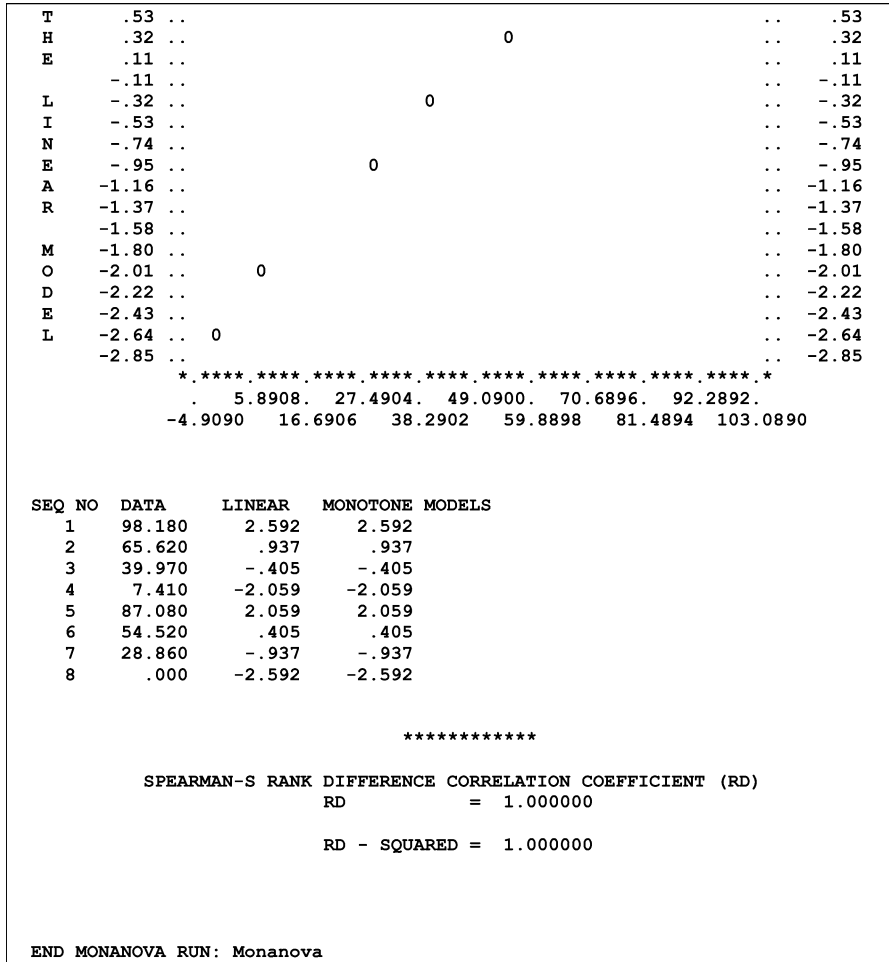 T .53 .. .. .53
H .32 .. 0 .. .32
E .11 .. .. .11
-.11 .. .. -.11
L -.32 .. 0 .. -.32
I -.53 .. .. -.53
N -.74 .. .. -.74
E -.95 .. 0 .. -.95
A -1.16 .. .. -1.16
R -1.37 .. .. -1.37
-1.58 .. .. -1.58
M -1.80 .. .. -1.80
O -2.01 .. 0 .. -2.01
D -2.22 .. .. -2.22
E -2.43 .. .. -2.43
L -2.64 .. 0 .. -2.64
-2.85 .. .. -2.85
*.****.****.****.****.****.****.****.****.****.****.*
. 5.8908. 27.4904. 49.0900. 70.6896. 92.2892.
-4.9090 16.6906 38.2902 59.8898 81.4894 103.0890
SEQ NO DATA LINEAR MONOTONE MODELS
1 98.180 2.592 2.592
2 65.620 .937 .937
3 39.970 -.405 -.405
4 7.410 -2.059 -2.059
5 87.080 2.059 2.059
6 54.520 .405 .405
7 28.860 -.937 -.937
8 .000 -2.592 -2.592
************
SPEARMAN-S RANK DIFFERENCE CORRELATION COEFFICIENT (RD)
RD = 1.000000
RD - SQUARED = 1.000000
END MONANOVA RUN: Monanova